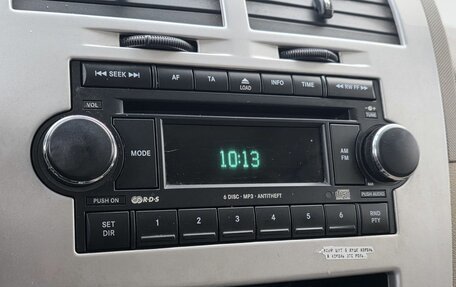 SEEK
AF
TA
LOAD
INFO
TIME
RW FF
TUNE
VOL
MODE
10:13
AM
FM
PUSH ON
R·D·S
6 DISC · MP3 · ANTITHEFT
PUSH AUDIO
SET
DIR
1
2
3
4
5
6
RND
PTY